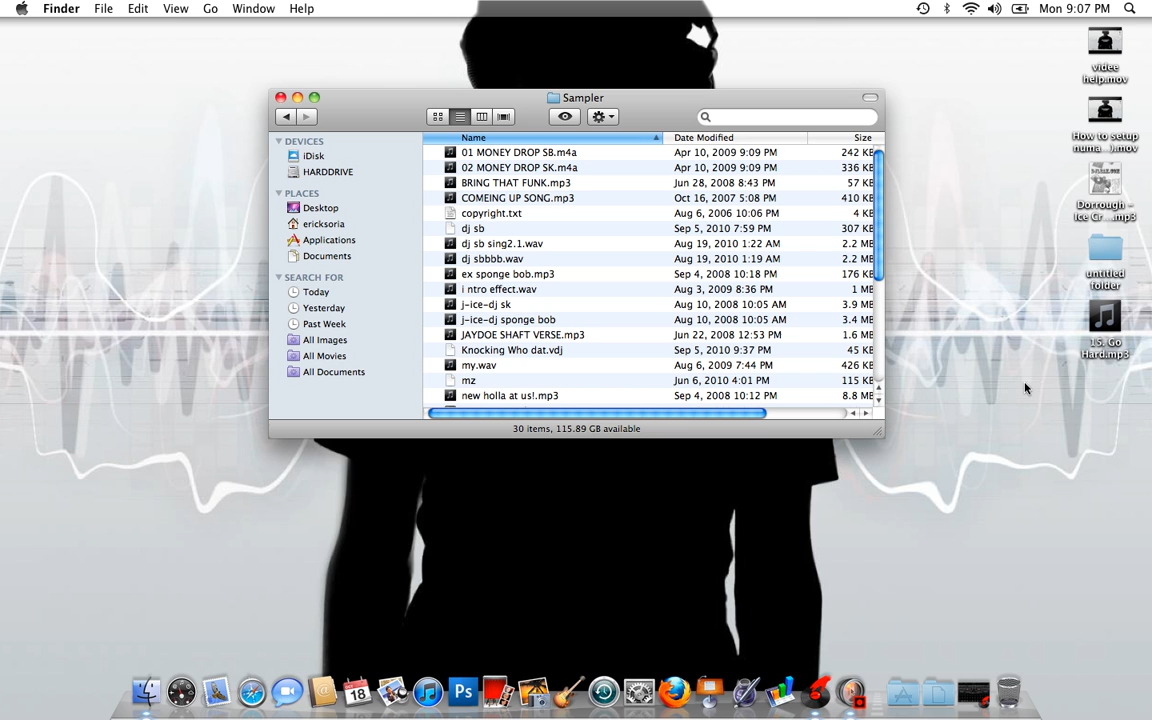 Finder File Edit View Go Window Help Mon 9:07 PM
videe
help.mov
How to setup
numa...).mov
Dorrough –
Ice Cr....mp3
untitled
folder
15. Go
Hard.mp3
Sampler
DEVICES
iDisk
HARDDRIVE
PLACES
Desktop
ericksoria
Applications
Documents
SEARCH FOR
Today
Yesterday
Past Week
All Images
All Movies
All Documents
Name Date Modified Size
01 MONEY DROP SB.m4a Apr 10, 2009 9:09 PM 242 KB
02 MONEY DROP SK.m4a Apr 10, 2009 9:09 PM 336 KB
BRING THAT FUNK.mp3 Jun 28, 2008 8:43 PM 57 KB
COMEING UP SONG.mp3 Oct 16, 2007 5:08 PM 410 KB
copyright.txt Aug 6, 2006 10:06 PM 4 KB
dj sb Sep 5, 2010 7:59 PM 307 KB
dj sb sing2.1.wav Aug 19, 2010 1:22 AM 2.2 MB
dj sbbbb.wav Aug 19, 2010 1:19 AM 2.2 MB
ex sponge bob.mp3 Sep 4, 2008 10:18 PM 176 KB
i ntro effect.wav Aug 3, 2009 8:36 PM 1 MB
j-ice-dj sk Aug 10, 2008 10:05 AM 3.9 MB
j-ice-dj sponge bob Aug 10, 2008 10:05 AM 3.4 MB
JAYDOE SHAFT VERSE.mp3 Jun 22, 2008 12:53 PM 1.6 MB
Knocking Who dat.vdj Sep 5, 2010 9:37 PM 45 KB
my.wav Aug 6, 2009 7:44 PM 426 KB
mz Jun 6, 2010 4:01 PM 115 KB
new holla at us!.mp3 Sep 4, 2008 10:12 PM 8.8 MB
30 items, 115.89 GB available
18
Ps